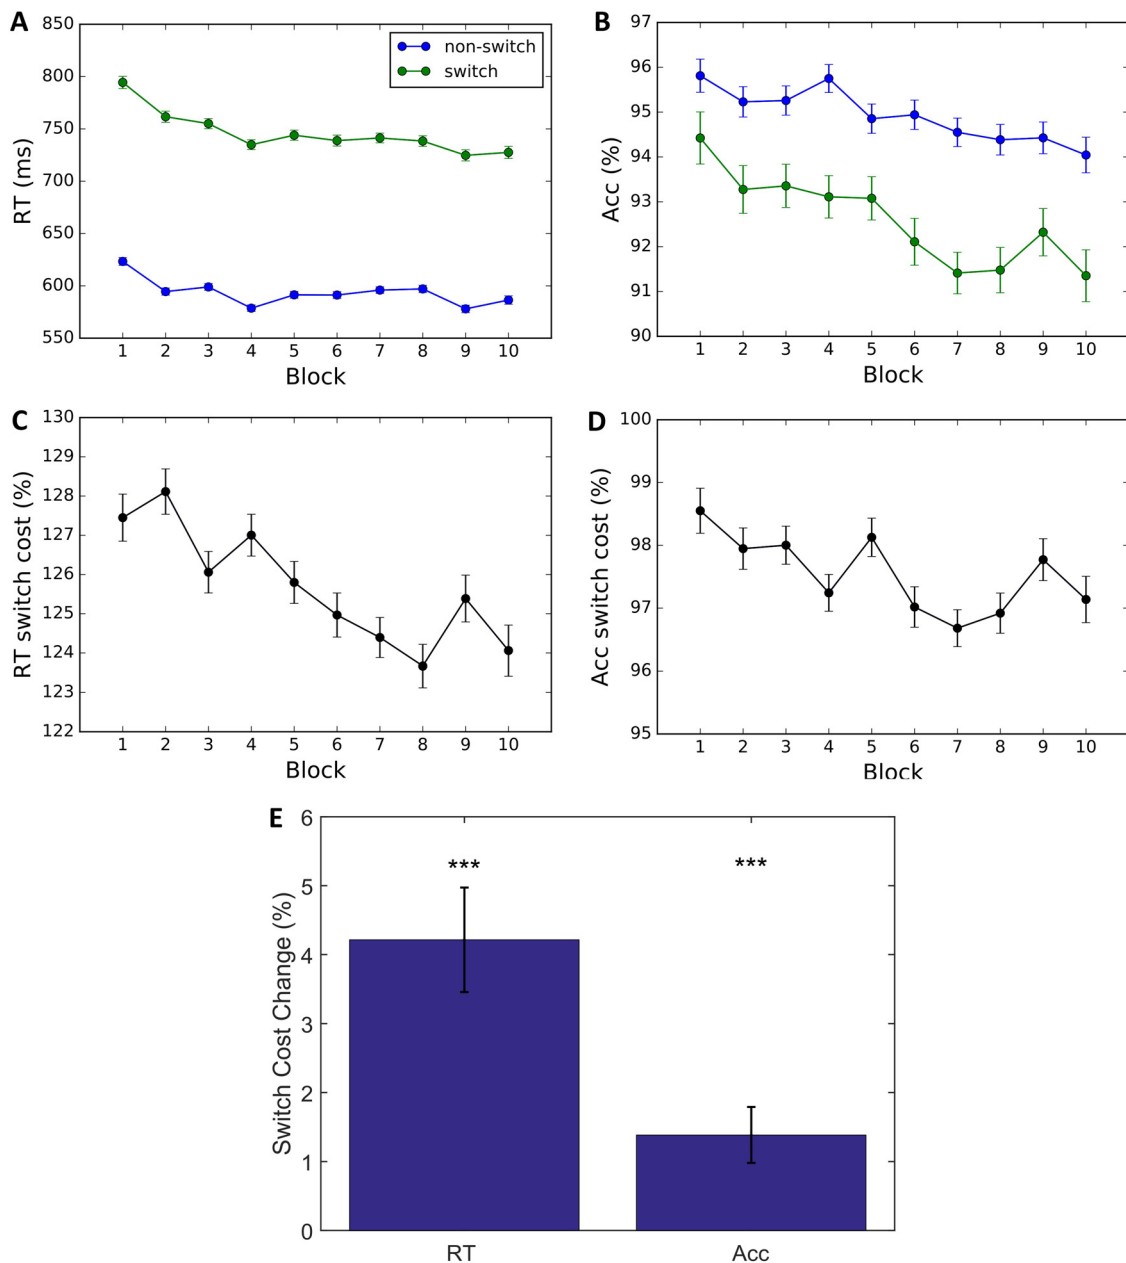 A
850
800
750
700
650
600
550
RT (ms)
non-switch
switch
1 2 3 4 5 6 7 8 9 10
Block
B
97
96
95
94
93
92
91
90
Acc (%)
1 2 3 4 5 6 7 8 9 10
Block
C
130
129
128
127
126
125
124
123
122
RT switch cost (%)
1 2 3 4 5 6 7 8 9 10
Block
D
100
99
98
97
96
95
Acc switch cost (%)
1 2 3 4 5 6 7 8 9 10
Block
E
6
5
4
3
2
1
0
Switch Cost Change (%)
*** ***
RT Acc